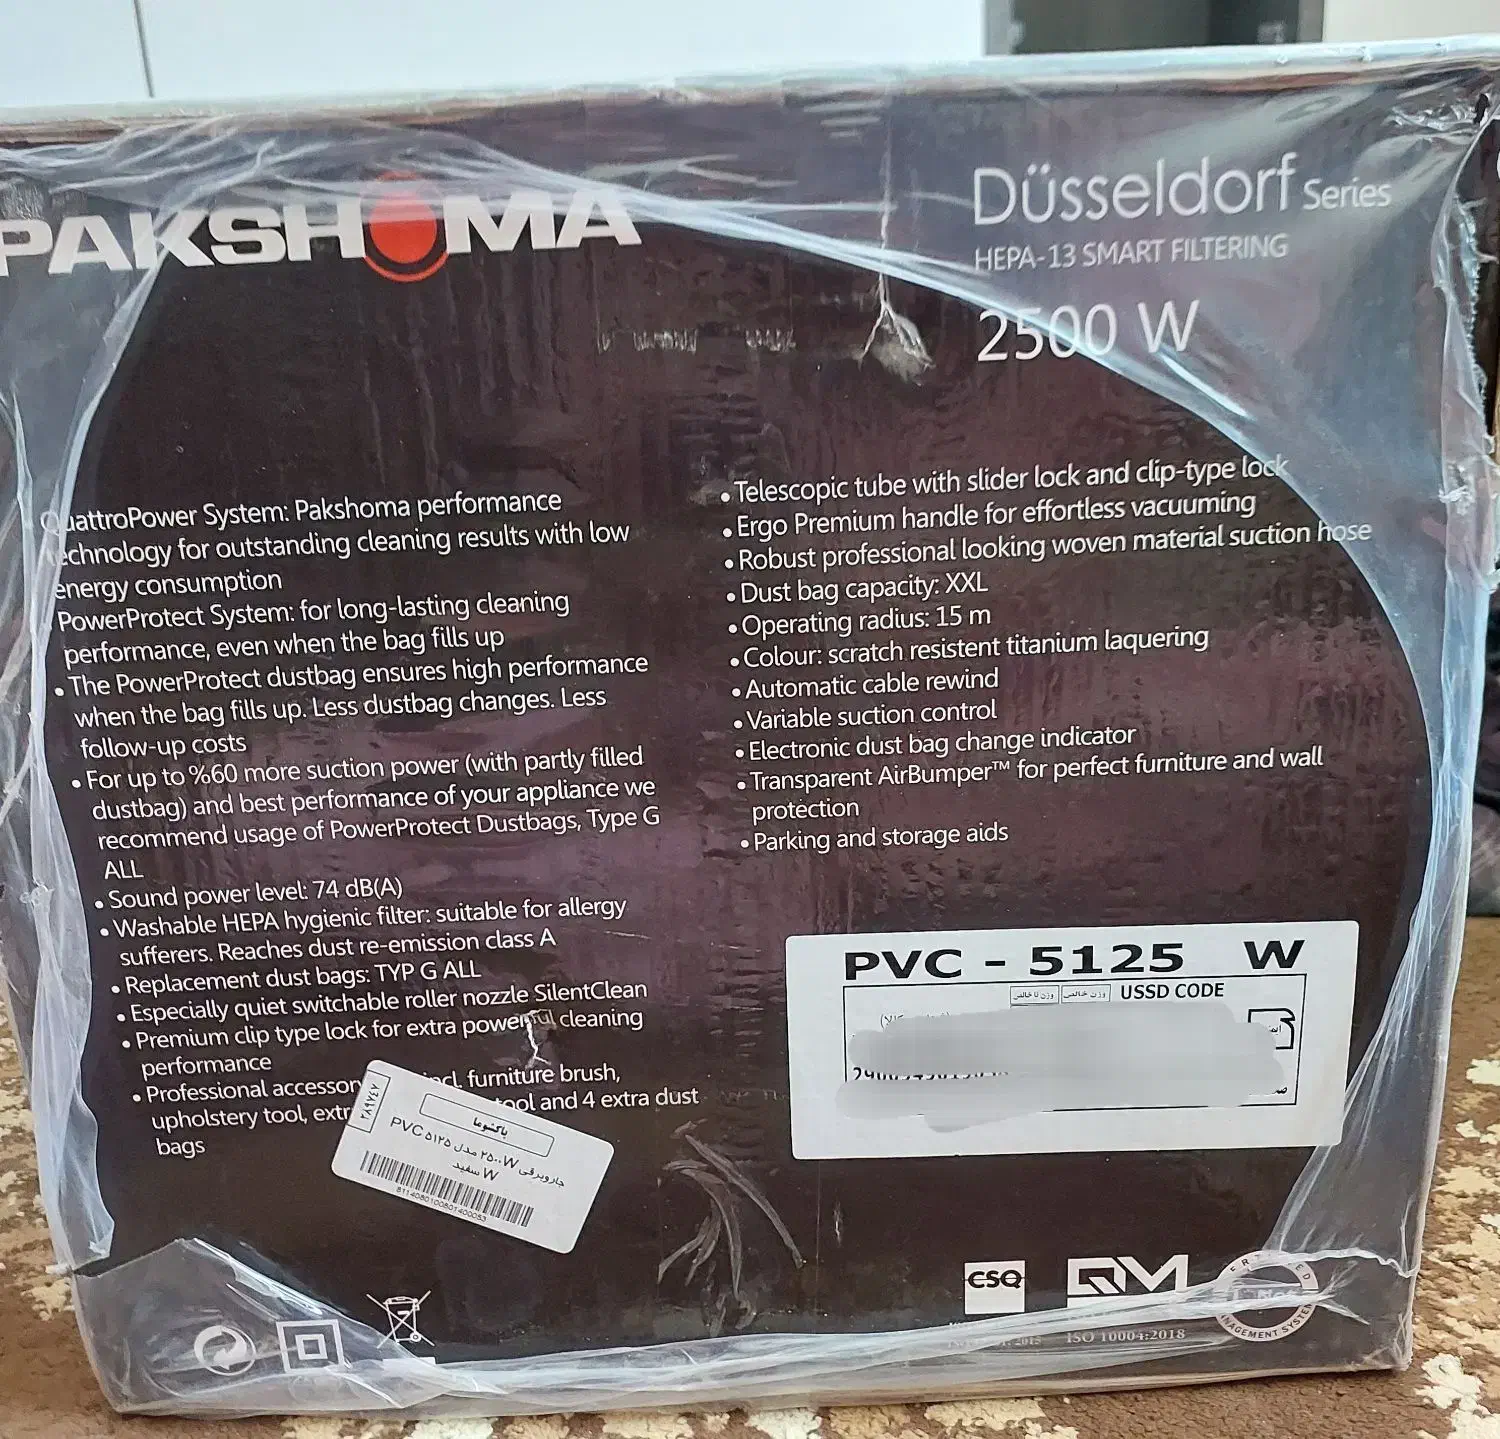 PAKSHOMA
Düsseldorf Series
HEPA-13 SMART FILTERING
2500 W
QuattroPower System: Pakshoma performance
technology for outstanding cleaning results with low
energy consumption
PowerProtect System: for long-lasting cleaning
performance, even when the bag fills up
• The PowerProtect dustbag ensures high performance
when the bag fills up. Less dustbag changes. Less
follow-up costs
• For up to %60 more suction power (with partly filled
dustbag) and best performance of your appliance we
recommend usage of PowerProtect Dustbags, Type G
ALL
• Sound power level: 74 dB(A)
• Washable HEPA hygienic filter: suitable for allergy
sufferers. Reaches dust re-emission class A
• Replacement dust bags: TYP G ALL
• Especially quiet switchable roller nozzle SilentClean
• Premium clip type lock for extra powerful cleaning
performance
• Professional accessor incl. furniture brush,
upholstery tool, extr tool and 4 extra dust
bags
• Telescopic tube with slider lock and clip-type lock
• Ergo Premium handle for effortless vacuuming
• Robust professional looking woven material suction hose
• Dust bag capacity: XXL
• Operating radius: 15 m
• Colour: scratch resistent titanium laquering
• Automatic cable rewind
• Variable suction control
• Electronic dust bag change indicator
• Transparent AirBumper™ for perfect furniture and wall
protection
• Parking and storage aids
PVC - 5125 W
وزن ناخالص وزن خالص USSD CODE
پاکشوما
جاروبرقی ۲۵۰۰W مدل PVC ۵۱۲۵
W سفید
8114080100801400053
CSQ
QM
ISO 10004:2018
MANAGEMENT SYSTEM